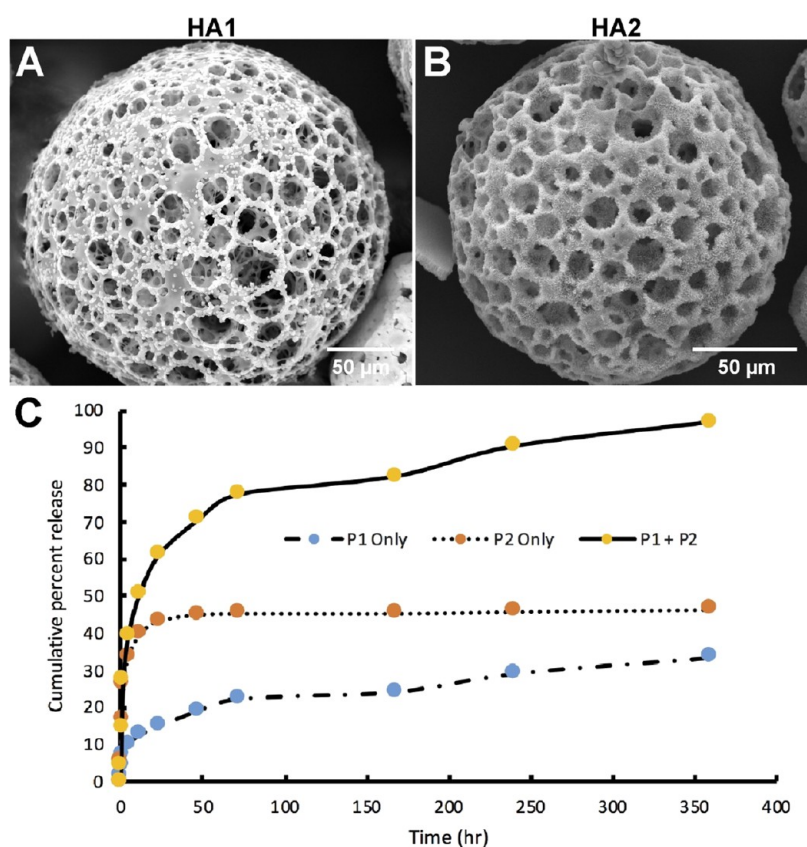 HA1 HA2
A B
50 µm 50 µm
C
Cumulative percent release
100
90
80
70
60
50
40
30
20
10
0
P1 Only P2 Only P1 + P2
0 50 100 150 200 250 300 350 400
Time (hr)